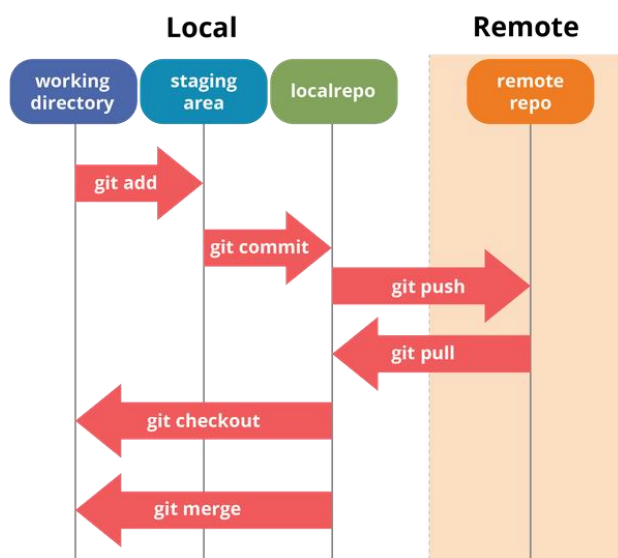 Local
Remote
working
directory
staging
area
localrepo
remote
repo
git add
git commit
git push
git pull
git checkout
git merge